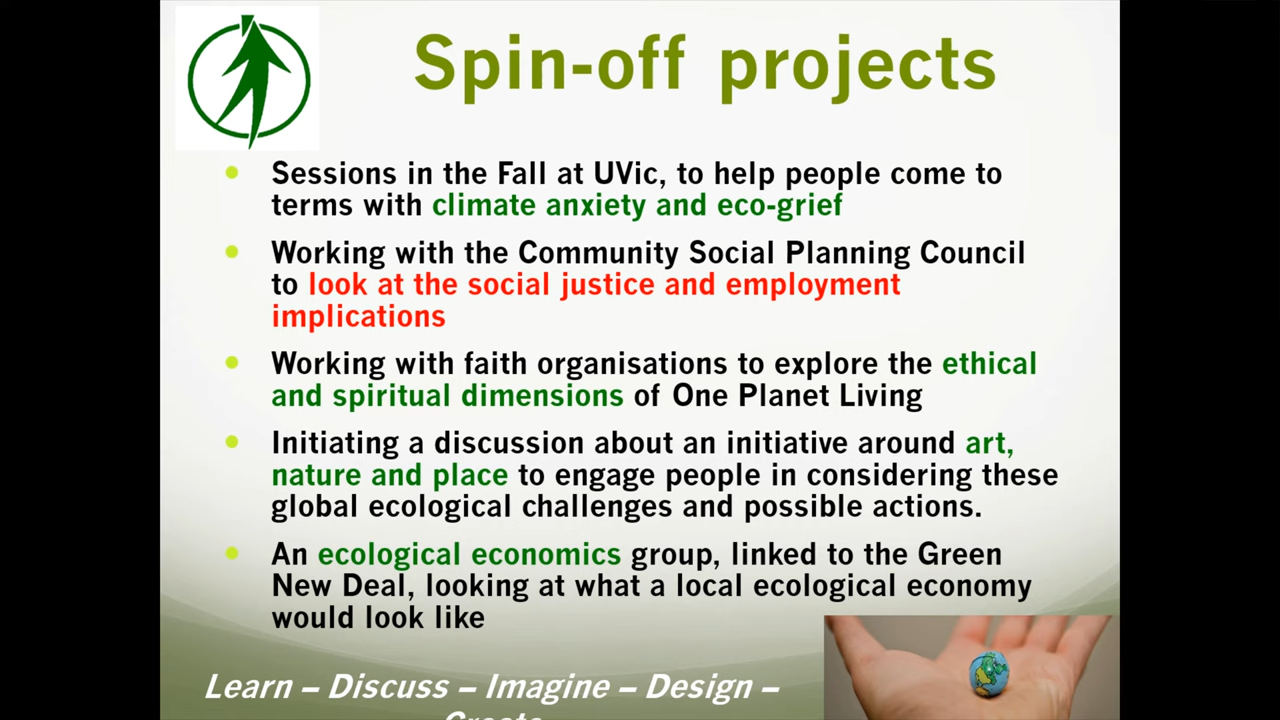 Spin-off projects
Sessions in the Fall at UVic, to help people come to
terms with climate anxiety and eco-grief
Working with the Community Social Planning Council
to look at the social justice and employment
implications
Working with faith organisations to explore the ethical
and spiritual dimensions of One Planet Living
Initiating a discussion about an initiative around art,
nature and place to engage people in considering these
global ecological challenges and possible actions.
An ecological economics group, linked to the Green
New Deal, looking at what a local ecological economy
would look like
Learn – Discuss – Imagine – Design –